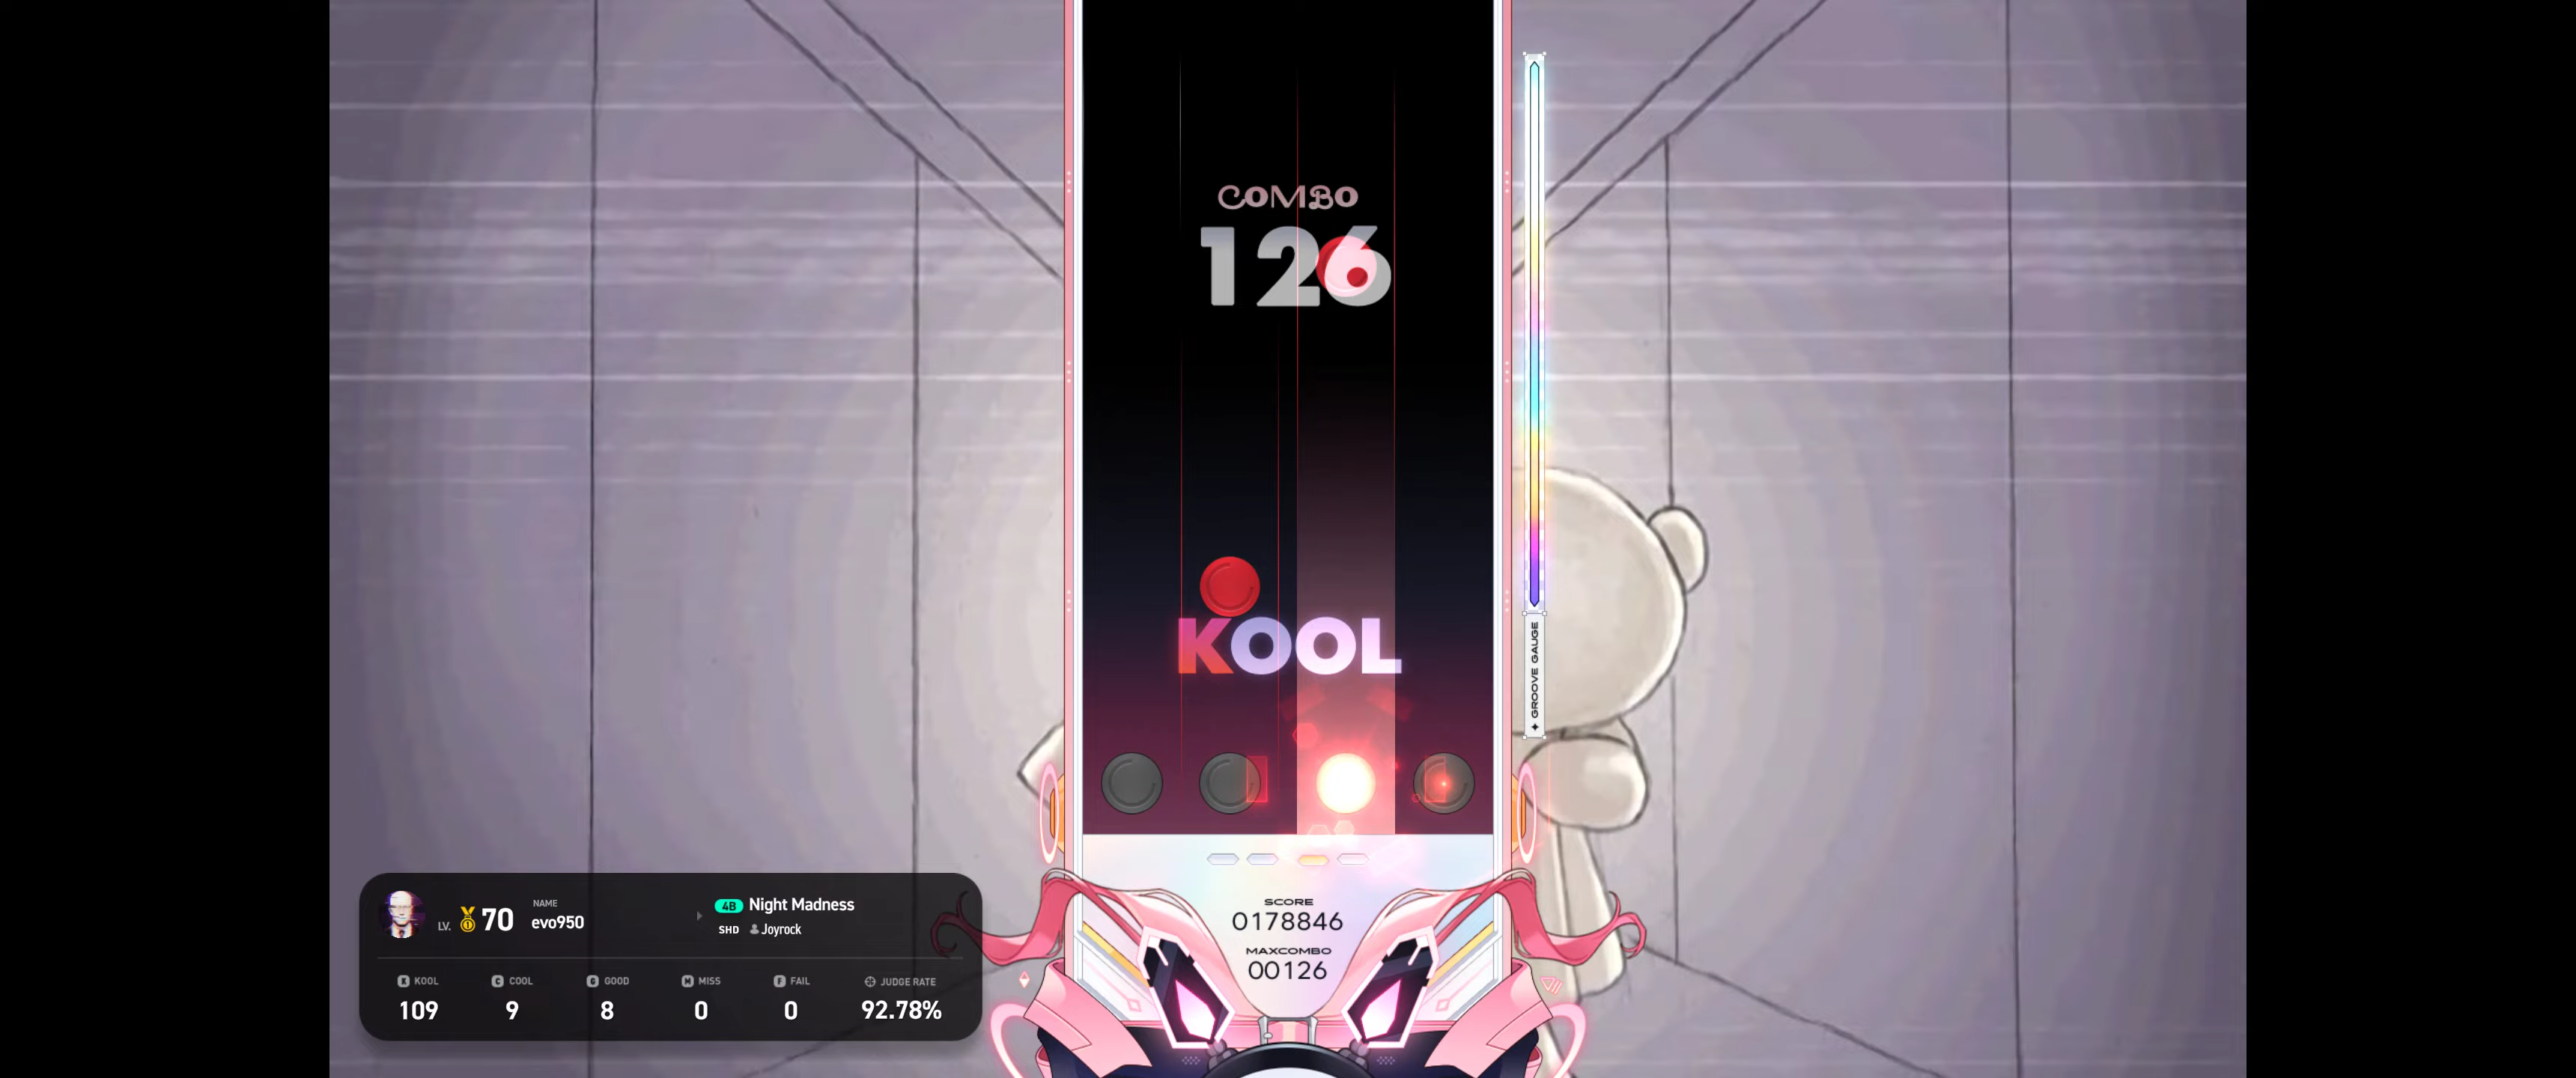 COMBO
126
KOOL
GROOVE GAUGE
SCORE
0178846
MAXCOMBO
00126
LV. 70
NAME
evo950
4B Night Madness
SHD Joyrock
K KOOL C COOL G GOOD M MISS F FAIL JUDGE RATE
109 9 8 0 0 92.78%